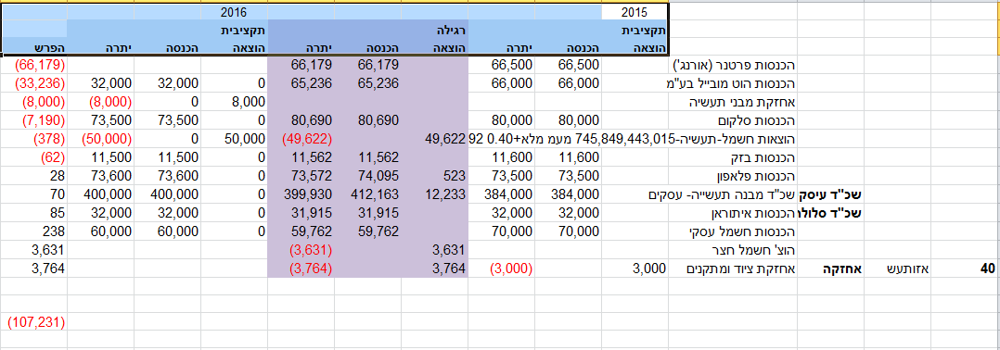 2015 2016
תקציבית רגילה תקציבית
הוצאה הכנסה יתרה הוצאה הכנסה יתרה הוצאה הכנסה יתרה הפרש
הכנסות פרטנר (אורנג') 66,500 66,500 66,179 66,179 (66,179)
הכנסות הוט מובייל בע"מ 66,000 66,000 65,236 65,236 0 32,000 32,000 (33,236)
אחזקת מבני תעשיה 8,000 0 (8,000) (8,000)
הכנסות סלקום 80,000 80,000 80,690 80,690 0 73,500 73,500 (7,190)
הוצאות חשמל-תעשיה-745,849,443,015 מעמ מלא+0.40 92 49,622 (49,622) 50,000 0 (50,000) (378)
הכנסות בזק 11,600 11,600 11,562 11,562 0 11,500 11,500 (62)
הכנסות פלאפון 73,500 73,500 523 74,095 73,572 0 73,600 73,600 28
שכ"ד עיסק שכ"ד מבנה תעשייה- עסקים 384,000 384,000 12,233 412,163 399,930 0 400,000 400,000 70
שכ"ד סלולר הכנסות איתוראן 32,000 32,000 31,915 31,915 0 32,000 32,000 85
הכנסות חשמל עסקי 70,000 70,000 59,762 59,762 0 60,000 60,000 238
הוצ' חשמל חצר 3,631 (3,631) 3,631
40 אזותעש אחזקה אחזקת ציוד ומתקנים 3,000 (3,000) 3,764 (3,764) 3,764
(107,231)